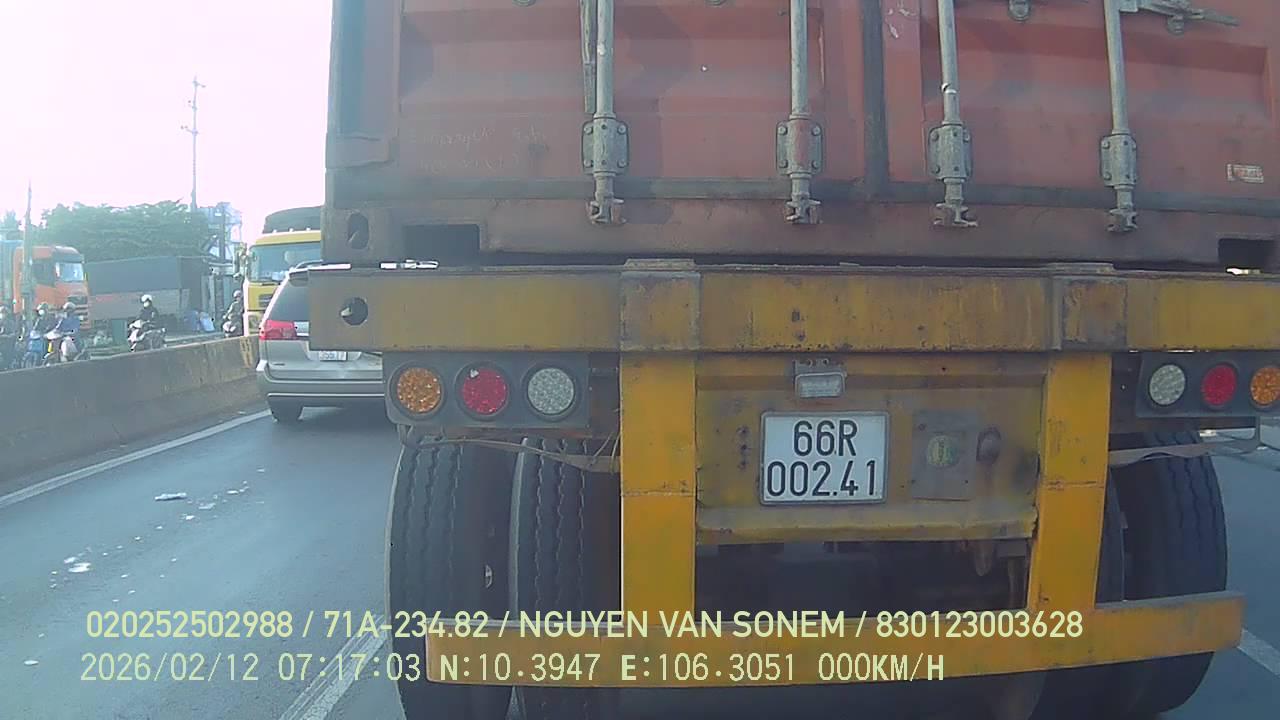 66R
002.41
020252502988 / 71A-234.82 / NGUYEN VAN SONEM / 830123003628
2026/02/12 07:17:03 N:10.3947 E:106.3051 000KM/H